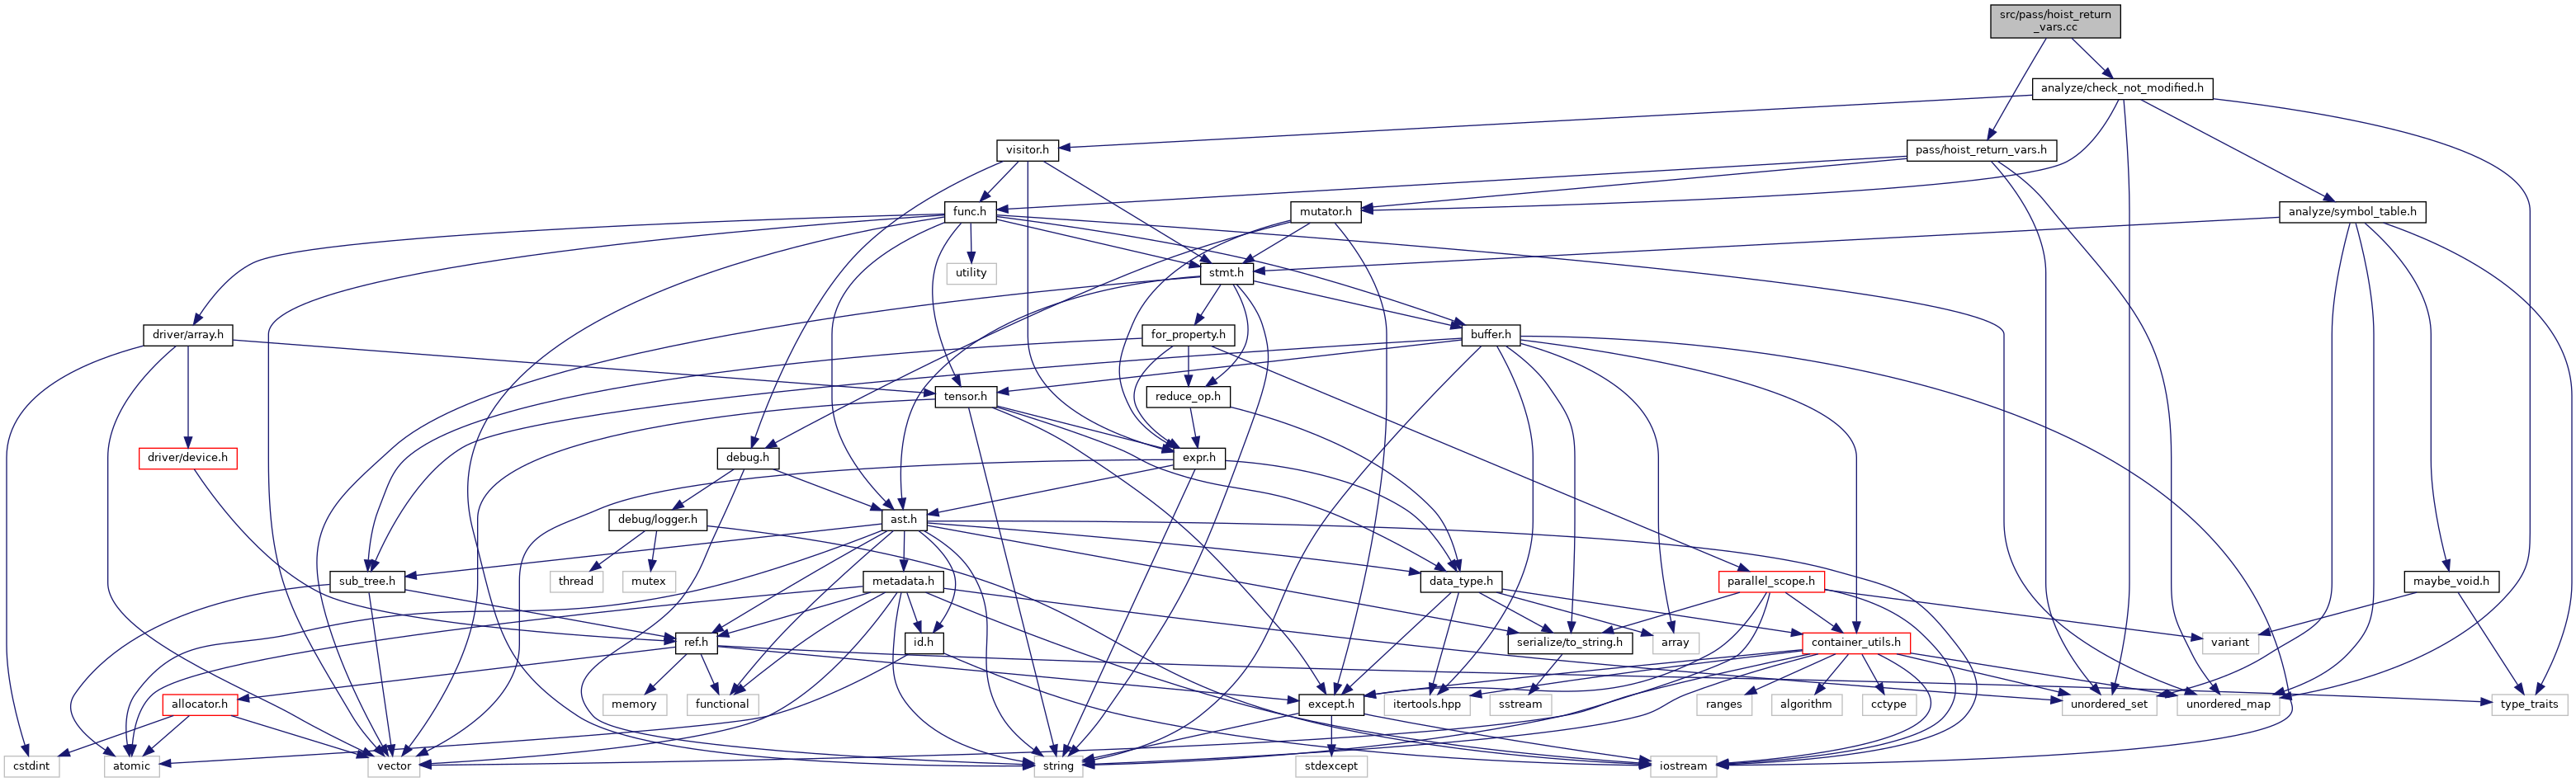 src/pass/hoist_return
_vars.cc
analyze/check_not_modified.h
visitor.h
pass/hoist_return_vars.h
func.h
mutator.h
analyze/symbol_table.h
utility
stmt.h
driver/array.h
for_property.h
buffer.h
tensor.h
reduce_op.h
driver/device.h
debug.h
expr.h
debug/logger.h
ast.h
sub_tree.h
thread
mutex
metadata.h
data_type.h
parallel_scope.h
maybe_void.h
ref.h
id.h
serialize/to_string.h
array
container_utils.h
variant
allocator.h
memory
functional
except.h
itertools.hpp
sstream
ranges
algorithm
cctype
unordered_set
unordered_map
type_traits
cstdint
atomic
vector
string
stdexcept
iostream